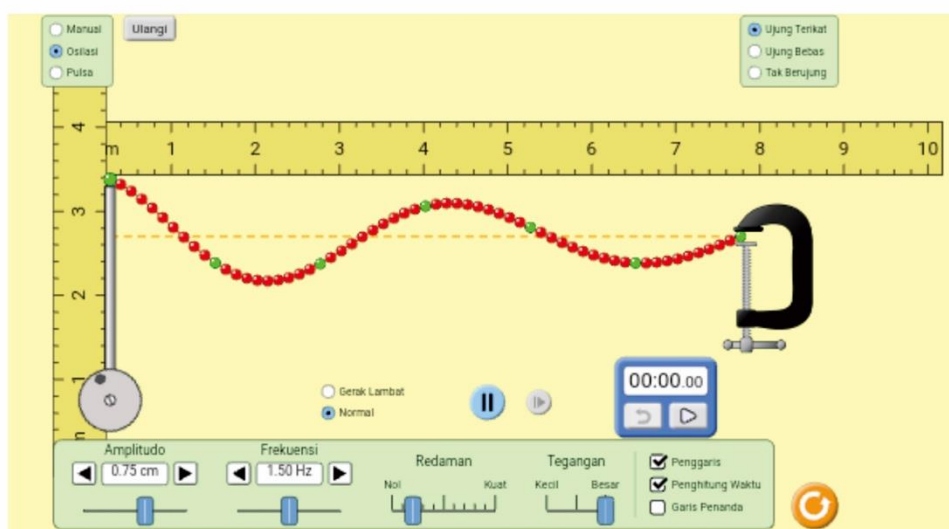 Manual
Osilasi
Pulsa
Ulangi
Ujung Terikat
Ujung Bebas
Tak Berujung
m 1 2 3 4 5 6 7 8 9 10
4
3
2
1
Gerak Lambat
Normal
00:00.00
Amplitudo
0.75 cm
Frekuensi
1.50 Hz
Redaman
Nol Kuat
Tegangan
Kecil Besar
Penggaris
Penghitung Waktu
Garis Penanda